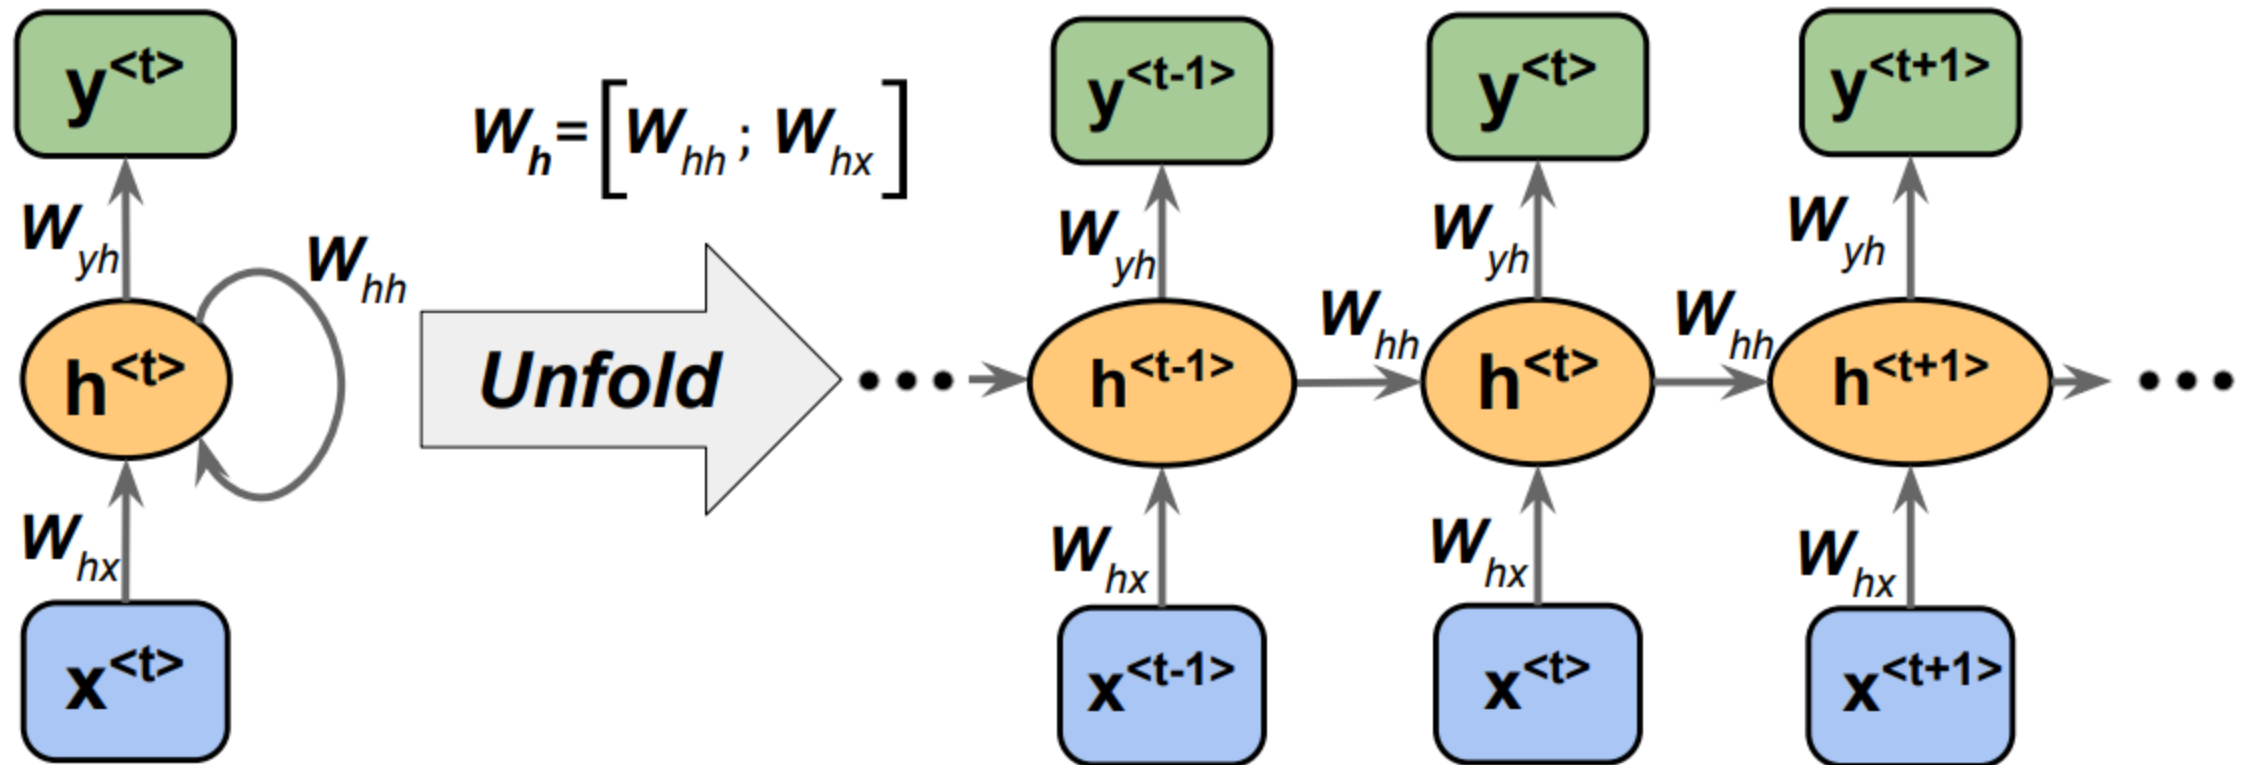 y<t>
W_h=[W_hh ; W_hx]
y<t-1>
y<t>
y<t+1>
W_yh
W_hh
W_yh
W_yh
W_yh
h<t>
Unfold
h<t-1>
W_hh
h<t>
W_hh
h<t+1>
W_hx
W_hx
W_hx
W_hx
x<t>
x<t-1>
x<t>
x<t+1>